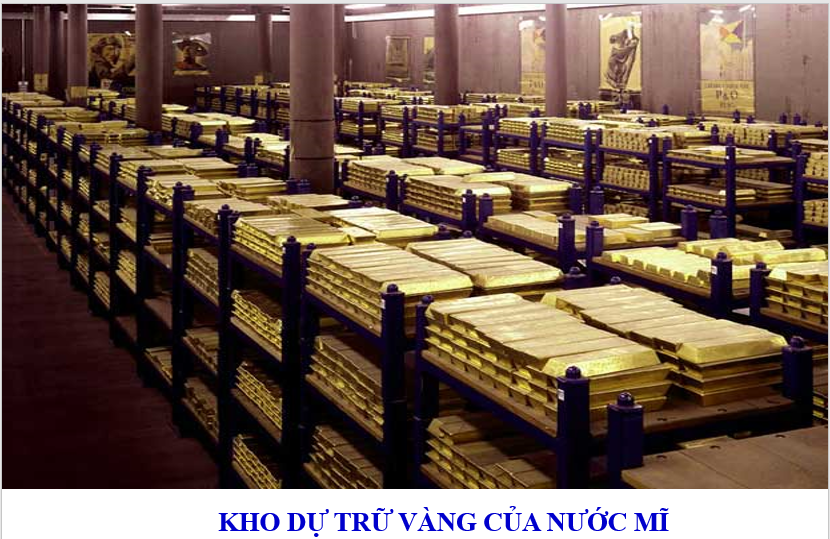 P&O
KHO DỰ TRỮ VÀNG CỦA NƯỚC MĨ